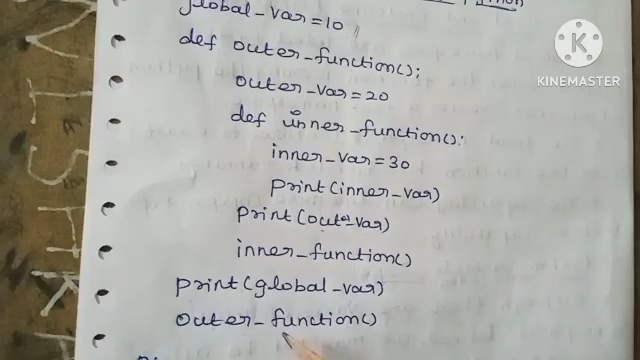 global_var=10
def outer_function();
outer_var=20
def inner_function():
inner_var=30
print(inner_var)
print(outer_var)
inner_function()
print(global_var)
outer_function()
KINEMASTER